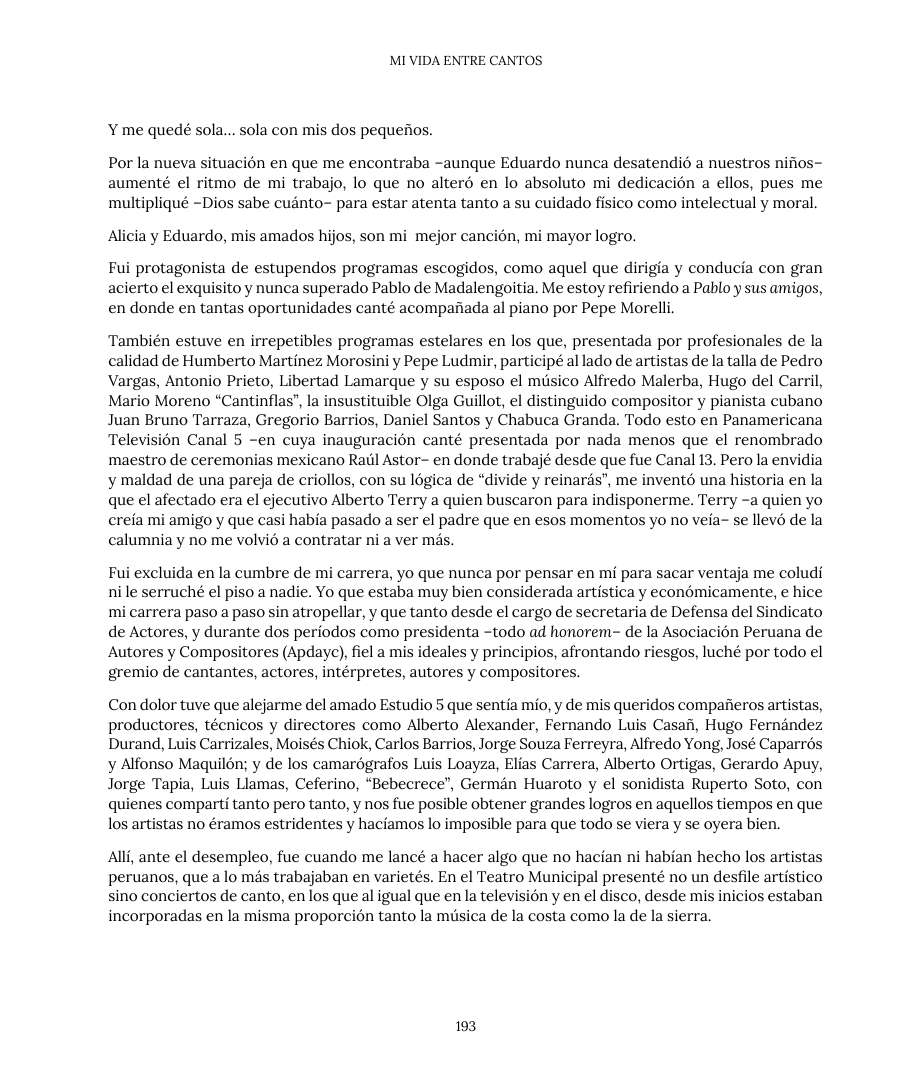 MI VIDA ENTRE CANTOS
Y me quedé sola... sola con mis dos pequeños.
Por la nueva situación en que me encontraba –aunque Eduardo nunca desatendió a nuestros niños–
aumenté el ritmo de mi trabajo, lo que no alteró en lo absoluto mi dedicación a ellos, pues me
multipliqué –Dios sabe cuánto– para estar atenta tanto a su cuidado físico como intelectual y moral.
Alicia y Eduardo, mis amados hijos, son mi  mejor canción, mi mayor logro.
Fui protagonista de estupendos programas escogidos, como aquel que dirigía y conducía con gran
acierto el exquisito y nunca superado Pablo de Madalengoitia. Me estoy refiriendo a Pablo y sus amigos,
en donde en tantas oportunidades canté acompañada al piano por Pepe Morelli.
También estuve en irrepetibles programas estelares en los que, presentada por profesionales de la
calidad de Humberto Martínez Morosini y Pepe Ludmir, participé al lado de artistas de la talla de Pedro
Vargas, Antonio Prieto, Libertad Lamarque y su esposo el músico Alfredo Malerba, Hugo del Carril,
Mario Moreno “Cantinflas”, la insustituible Olga Guillot, el distinguido compositor y pianista cubano
Juan Bruno Tarraza, Gregorio Barrios, Daniel Santos y Chabuca Granda. Todo esto en Panamericana
Televisión Canal 5 –en cuya inauguración canté presentada por nada menos que el renombrado
maestro de ceremonias mexicano Raúl Astor– en donde trabajé desde que fue Canal 13. Pero la envidia
y maldad de una pareja de criollos, con su lógica de “divide y reinarás”, me inventó una historia en la
que el afectado era el ejecutivo Alberto Terry a quien buscaron para indisponerme. Terry –a quien yo
creía mi amigo y que casi había pasado a ser el padre que en esos momentos yo no veía– se llevó de la
calumnia y no me volvió a contratar ni a ver más.
Fui excluida en la cumbre de mi carrera, yo que nunca por pensar en mí para sacar ventaja me coludí
ni le serruché el piso a nadie. Yo que estaba muy bien considerada artística y económicamente, e hice
mi carrera paso a paso sin atropellar, y que tanto desde el cargo de secretaria de Defensa del Sindicato
de Actores, y durante dos períodos como presidenta –todo ad honorem– de la Asociación Peruana de
Autores y Compositores (Apdayc), fiel a mis ideales y principios, afrontando riesgos, luché por todo el
gremio de cantantes, actores, intérpretes, autores y compositores.
Con dolor tuve que alejarme del amado Estudio 5 que sentía mío, y de mis queridos compañeros artistas,
productores, técnicos y directores como Alberto Alexander, Fernando Luis Casañ, Hugo Fernández
Durand, Luis Carrizales, Moisés Chiok, Carlos Barrios, Jorge Souza Ferreyra, Alfredo Yong, José Caparrós
y Alfonso Maquilón; y de los camarógrafos Luis Loayza, Elías Carrera, Alberto Ortigas, Gerardo Apuy,
Jorge Tapia, Luis Llamas, Ceferino, “Bebecrece”, Germán Huaroto y el sonidista Ruperto Soto, con
quienes compartí tanto pero tanto, y nos fue posible obtener grandes logros en aquellos tiempos en que
los artistas no éramos estridentes y hacíamos lo imposible para que todo se viera y se oyera bien.
Allí, ante el desempleo, fue cuando me lancé a hacer algo que no hacían ni habían hecho los artistas
peruanos, que a lo más trabajaban en varietés. En el Teatro Municipal presenté no un desfile artístico
sino conciertos de canto, en los que al igual que en la televisión y en el disco, desde mis inicios estaban
incorporadas en la misma proporción tanto la música de la costa como la de la sierra.
193